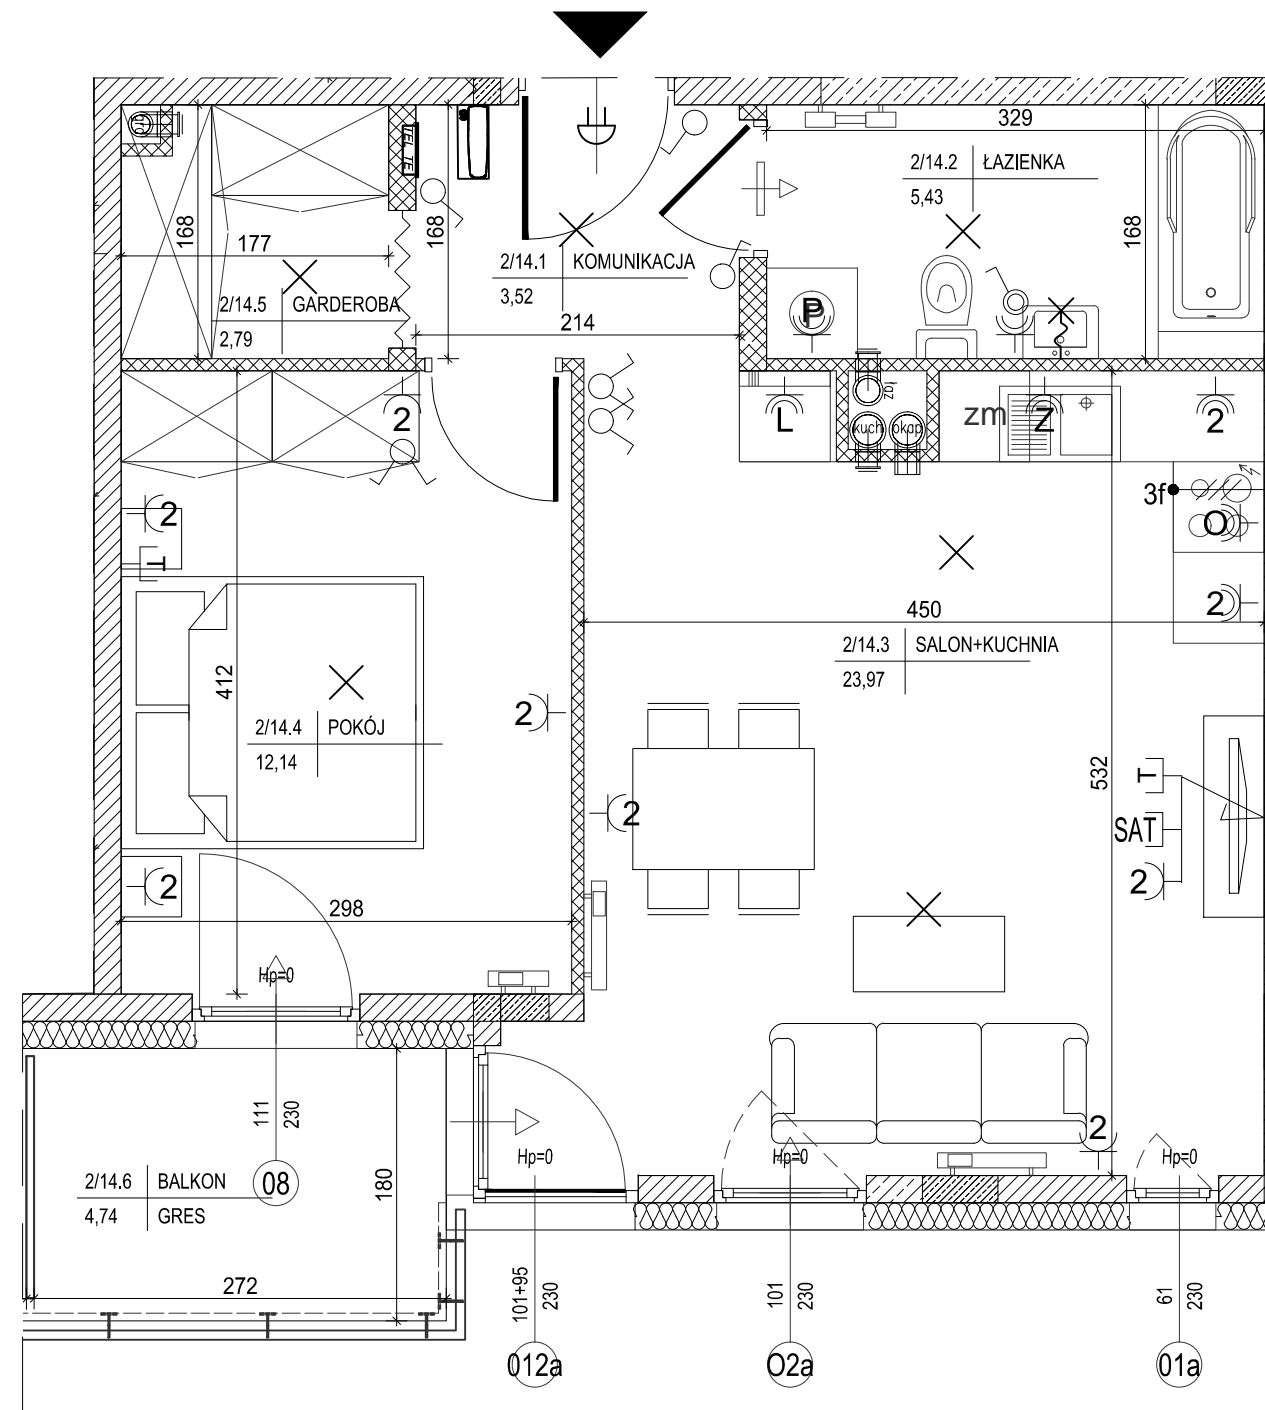 TEL TE
329
2/14.2 ŁAZIENKA
5,43
168
168
168
177
2/14.1 KOMUNIKACJA
3,52
2/14.5 GARDEROBA
2,79
214
P
łaz
kuch
okap
L
zm
Z
2
2
3f
O
2
2
T
450
2/14.3 SALON+KUCHNIA
23,97
412
2
2/14.4 POKÓJ
12,14
532
T
SAT
2
2
2
298
Hp=0
111
230
08
2/14.6 BALKON
4,74 GRES
180
272
2
Hp=0
Hp=0
Hp=0
101+95
230
101
230
61
230
012a
O2a
01a